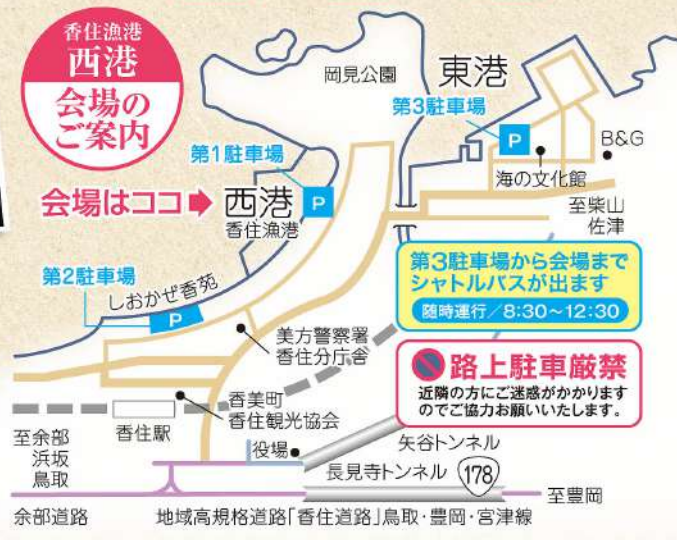 香住漁港
西港
会場の
ご案内
岡見公園
東港
第3駐車場
P
B&G
海の文化館
第1駐車場
P
会場はココ
西港
香住漁港
至柴山
佐津
第3駐車場から会場まで
シャトルバスが出ます
随時運行/8:30～12:30
第2駐車場
しおかぜ香苑
P
美方警察署
香住分庁舎
路上駐車厳禁
近隣の方にご迷惑がかかります
のでご協力お願いいたします。
香美町
香住観光協会
香住駅
至余部
浜坂
鳥取
役場
矢谷トンネル
長見寺トンネル
178
至豊岡
余部道路
地域高規格道路「香住道路」鳥取・豊岡・宮津線